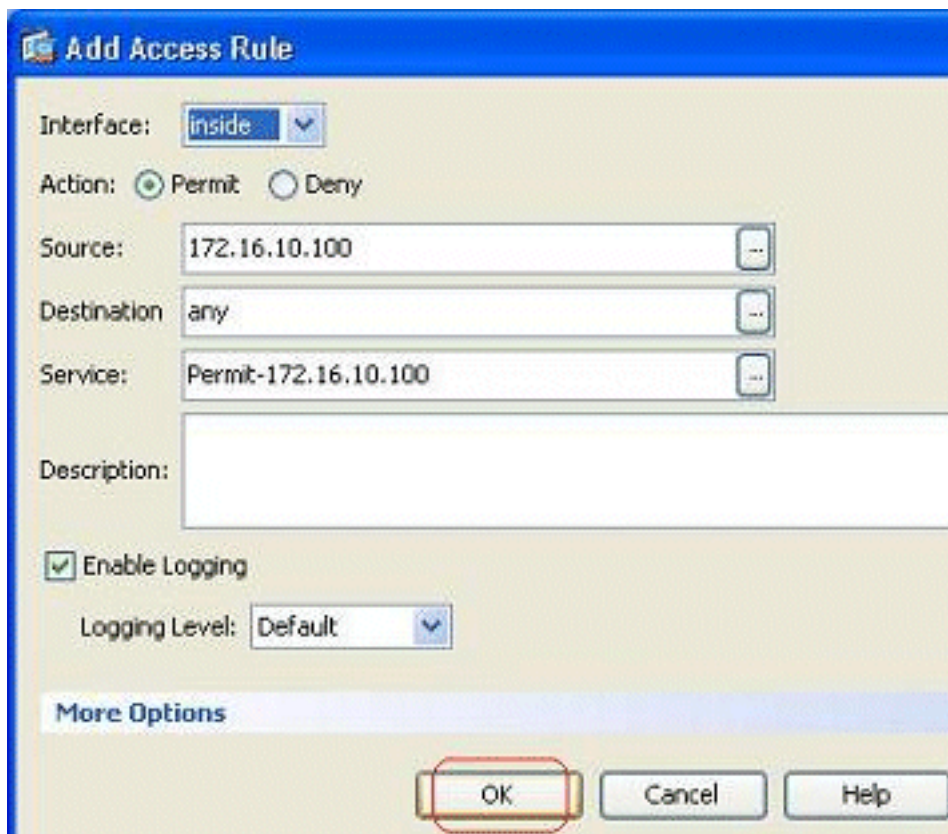 Add Access Rule
Interface: inside
Action: Permit Deny
Source: 172.16.10.100 ...
Destination any ...
Service: Permit-172.16.10.100 ...
Description:
Enable Logging
Logging Level: Default
More Options
OK Cancel Help